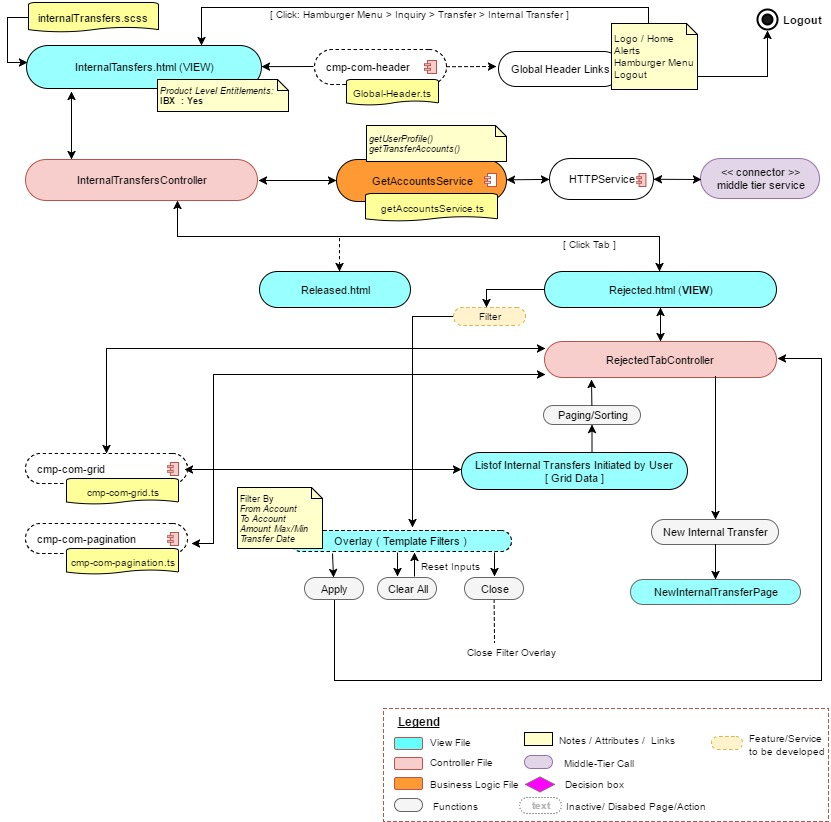 internalTransfers.scss
[ Click: Hamburger Menu > Inquiry > Transfer > Internal Transfer ]
Logout
InternalTansfers.html (VIEW)
cmp-com-header
Global Header Links
Logo / Home
Alerts
Hamburger Menu
Logout
Product Level Entitlements:
IBX : Yes
Global-Header.ts
getUserProfile()
getTransferAccounts()
InternalTransfersController
GetAccountsService
HTTPService
<< connector >>
middle tier service
getAccountsService.ts
[ Click Tab ]
Released.html
Rejected.html (VIEW)
Filter
RejectedTabController
Paging/Sorting
cmp-com-grid
cmp-com-grid.ts
Listof Internal Transfers Initiated by User
[ Grid Data ]
Filter By
From Account
To Account
Amount Max/Min
Transfer Date
cmp-com-pagination
cmp-com-pagination.ts
Overlay ( Template Filters )
New Internal Transfer
Reset Inputs
Apply
Clear All
Close
NewInternalTransferPage
Close Filter Overlay
Legend
View File
Notes / Attributes / Links
Feature/Service
to be developed
Controller File
Middle-Tier Call
Business Logic File
Decision box
Functions
text
Inactive/ Disabed Page/Action